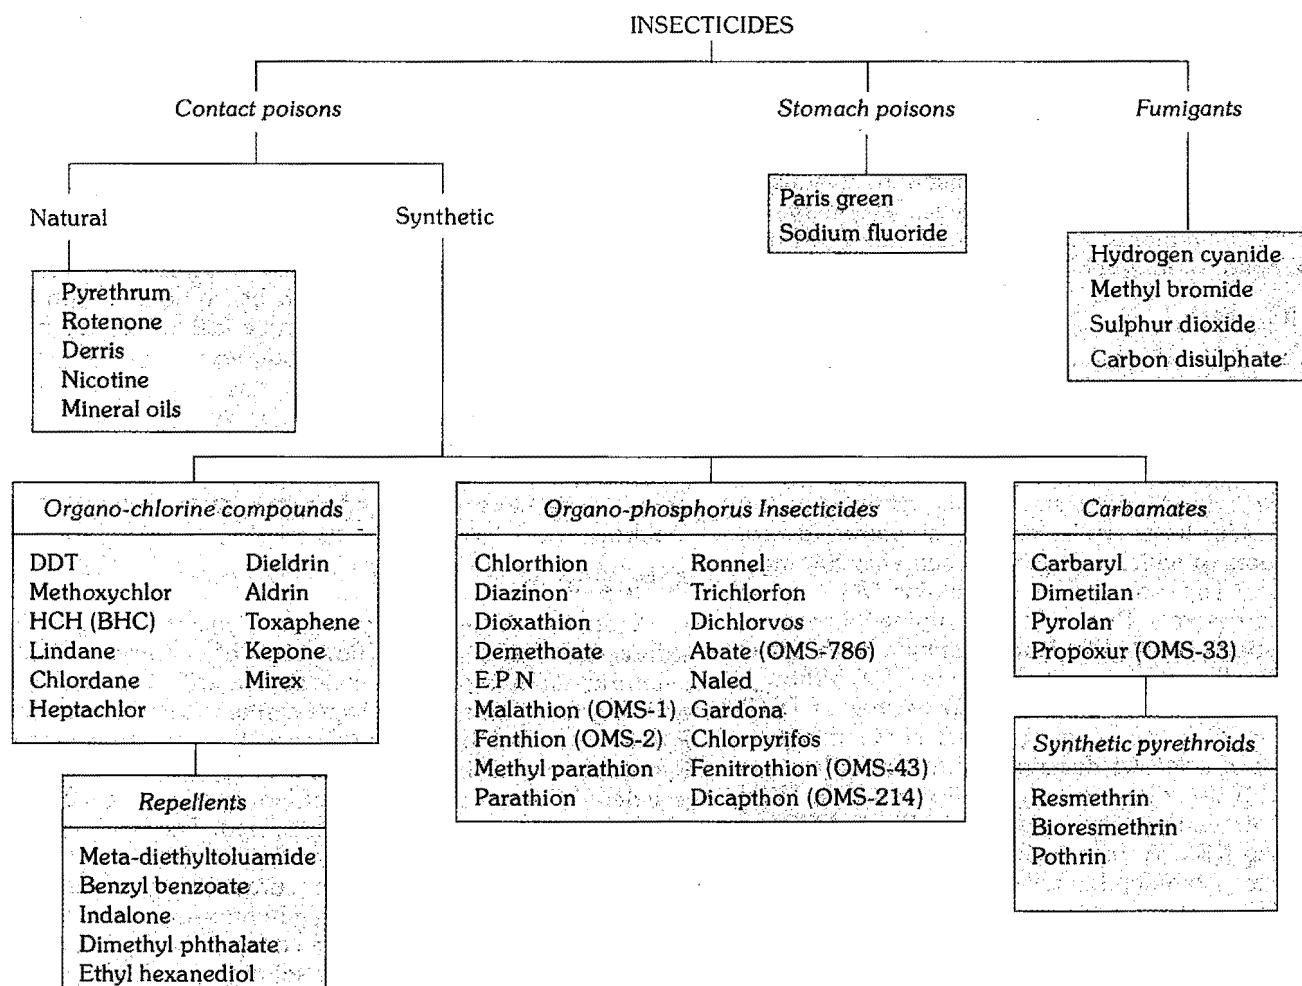 INSECTICIDES
Contact poisons
Stomach poisons
Fumigants
Natural
Synthetic
Paris green
Sodium fluoride
Hydrogen cyanide
Methyl bromide
Sulphur dioxide
Carbon disulphate
Pyrethrum
Rotenone
Derris
Nicotine
Mineral oils
Organo-chlorine compounds
DDT Dieldrin
Methoxychlor Aldrin
HCH (BHC) Toxaphene
Lindane Kepone
Chlordane Mirex
Heptachlor
Organo-phosphorus Insecticides
Chlorthion Ronnel
Diazinon Trichlorfon
Dioxathion Dichlorvos
Demethoate Abate (OMS-786)
E P N Naled
Malathion (OMS-1) Gardona
Fenthion (OMS-2) Chlorpyrifos
Methyl parathion Fenitrothion (OMS-43)
Parathion Dicapthon (OMS-214)
Carbamates
Carbaryl
Dimetilan
Pyrolan
Propoxur (OMS-33)
Synthetic pyrethroids
Resmethrin
Bioresmethrin
Pothrin
Repellents
Meta-diethyltoluamide
Benzyl benzoate
Indalone
Dimethyl phthalate
Ethyl hexanediol